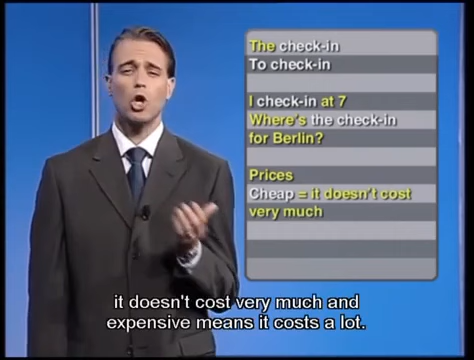 The check-in
To check-in
I check-in at 7
Where's the check-in
for Berlin?
Prices
Cheap = it doesn't cost
very much
it doesn't cost very much and
expensive means it costs a lot.